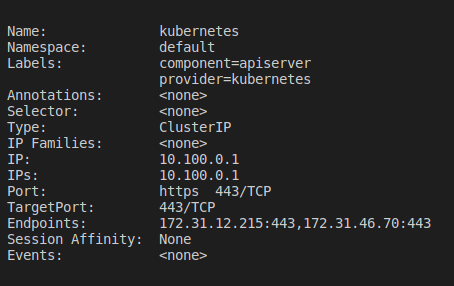 Name:              kubernetes
Namespace:         default
Labels:            component=apiserver
                   provider=kubernetes
Annotations:       <none>
Selector:          <none>
Type:              ClusterIP
IP Families:       <none>
IP:                10.100.0.1
IPs:               10.100.0.1
Port:              https  443/TCP
TargetPort:        443/TCP
Endpoints:         172.31.12.215:443,172.31.46.70:443
Session Affinity:  None
Events:            <none>